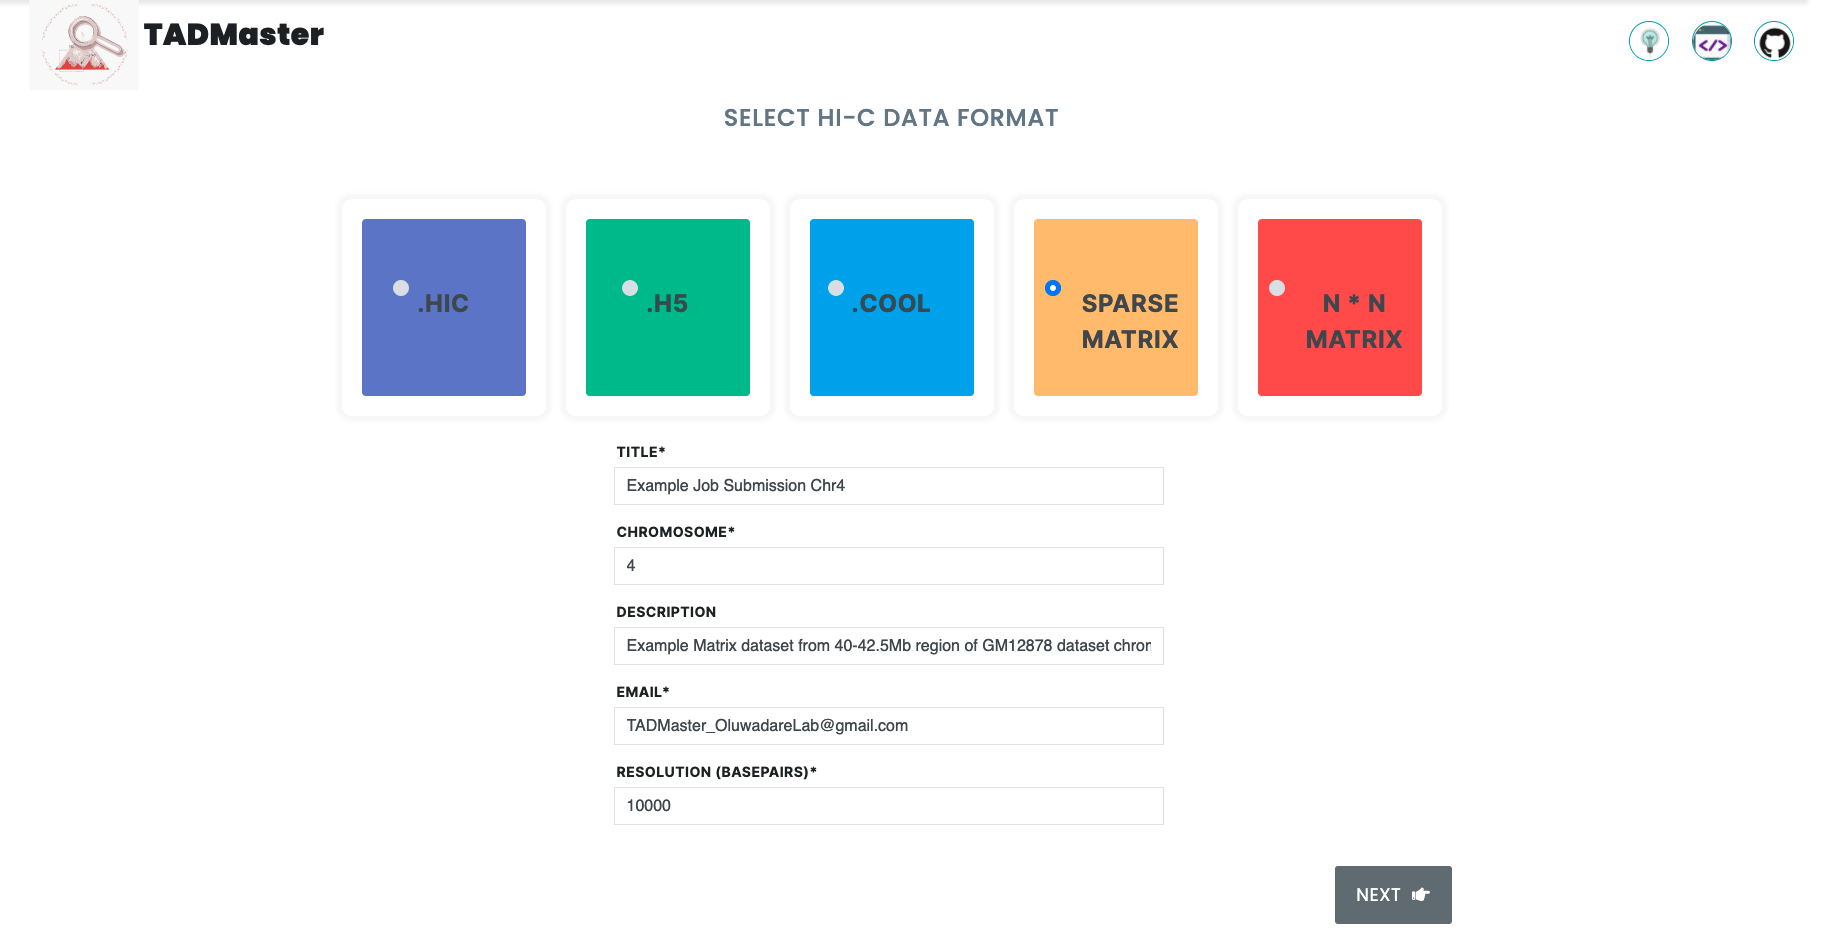 TADMaster
SELECT HI-C DATA FORMAT
.HIC
.H5
.COOL
SPARSE
MATRIX
N * N
MATRIX
TITLE*
Example Job Submission Chr4
CHROMOSOME*
4
DESCRIPTION
Example Matrix dataset from 40-42.5Mb region of GM12878 dataset
EMAIL*
TADMaster_OluwadareLab@gmail.com
RESOLUTION (BASEPAIRS)*
10000
NEXT